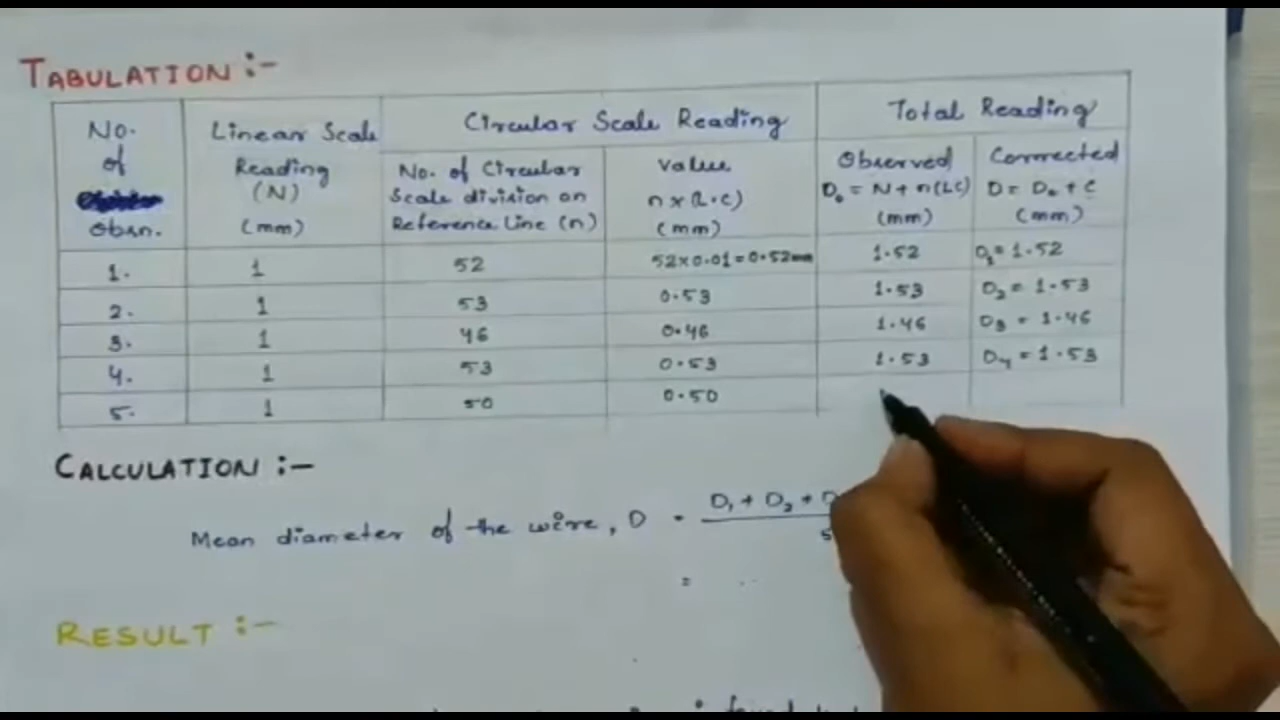 TABULATION :-
No. of Obsn.
Linear Scale Reading (N) (mm)
Circular Scale Reading
Total Reading
No. of Circular Scale division on Reference Line (n)
Value n x (L.C) (mm)
Observed D₀ = N + n(LC) (mm)
Corrected D = D₀ + C (mm)
1. 1 52 52x0.01=0.52mm 1.52 D₁= 1.52
2. 1 53 0.53 1.53 D₂ = 1.53
3. 1 46 0.46 1.46 D₃ = 1.46
4. 1 53 0.53 1.53 D₄ = 1.53
5. 1 50 0.50
CALCULATION :-
Mean diameter of the wire, D = D₁ + D₂ +
5
=
RESULT :-